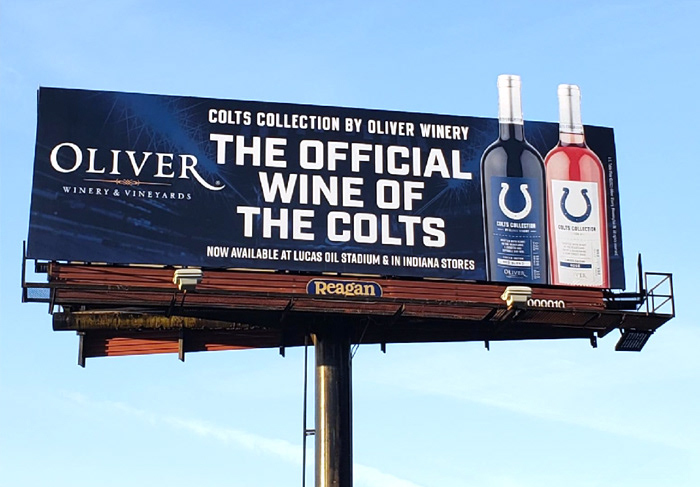 COLTS COLLECTION BY OLIVER WINERY
OLIVER
WINERY & VINEYARDS
THE OFFICIAL
WINE OF
THE COLTS
NOW AVAILABLE AT LUCAS OIL STADIUM & IN INDIANA STORES
COLTS COLLECTION
OLIVER
COLTS COLLECTION
Reagan
000010